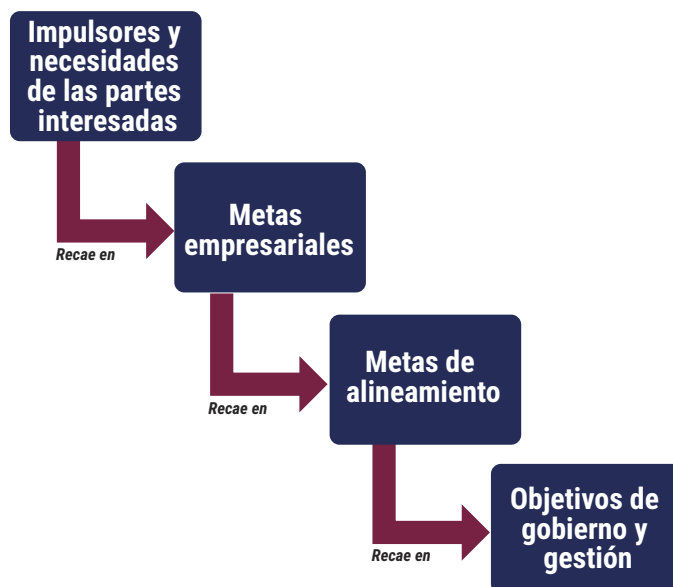 Impulsores y
necesidades
de las partes
interesadas
Recae en
Metas
empresariales
Recae en
Metas de
alineamiento
Recae en
Objetivos de
gobierno y
gestión